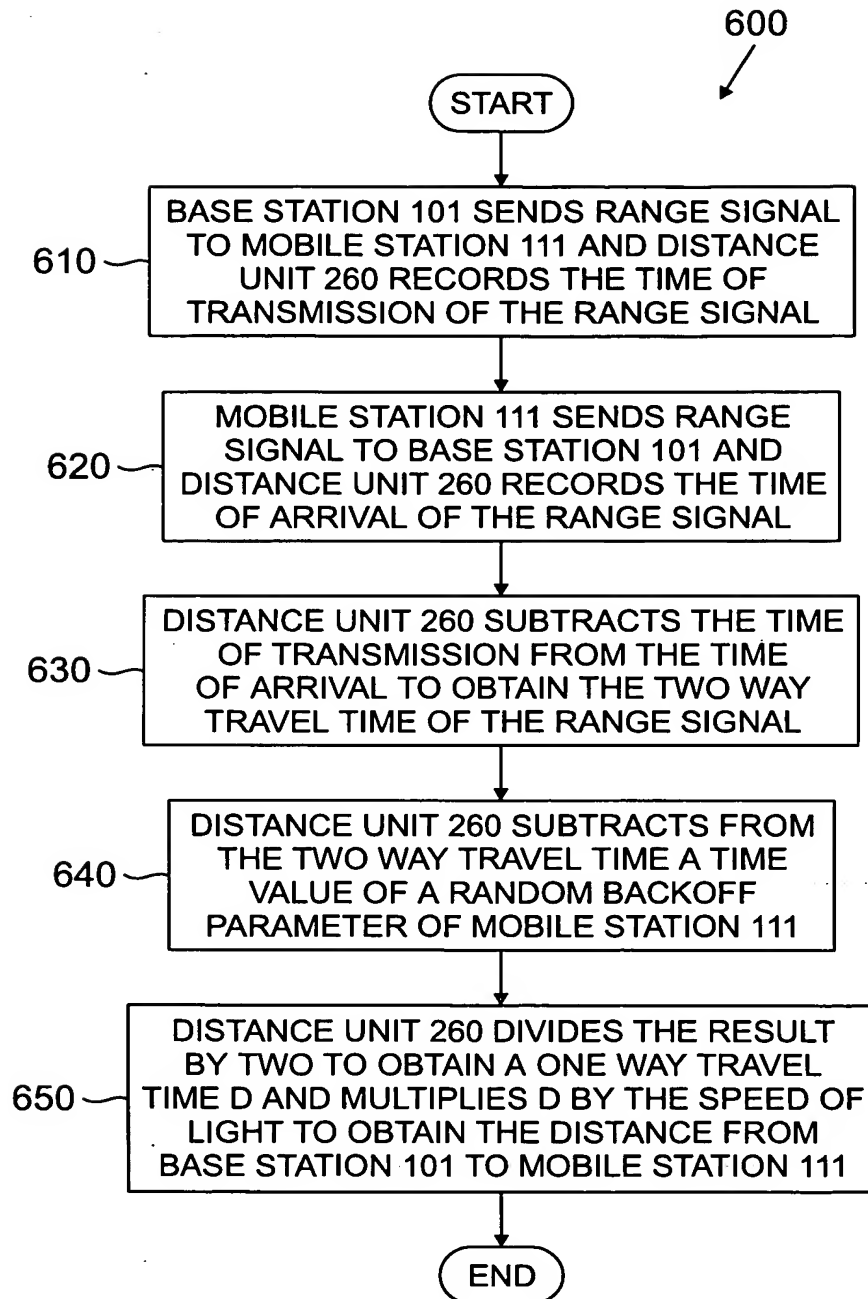 600
START
610
BASE STATION 101 SENDS RANGE SIGNAL
TO MOBILE STATION 111 AND DISTANCE
UNIT 260 RECORDS THE TIME OF
TRANSMISSION OF THE RANGE SIGNAL
620
MOBILE STATION 111 SENDS RANGE
SIGNAL TO BASE STATION 101 AND
DISTANCE UNIT 260 RECORDS THE TIME
OF ARRIVAL OF THE RANGE SIGNAL
630
DISTANCE UNIT 260 SUBTRACTS THE TIME
OF TRANSMISSION FROM THE TIME
OF ARRIVAL TO OBTAIN THE TWO WAY
TRAVEL TIME OF THE RANGE SIGNAL
640
DISTANCE UNIT 260 SUBTRACTS FROM
THE TWO WAY TRAVEL TIME A TIME
VALUE OF A RANDOM BACKOFF
PARAMETER OF MOBILE STATION 111
650
DISTANCE UNIT 260 DIVIDES THE RESULT
BY TWO TO OBTAIN A ONE WAY TRAVEL
TIME D AND MULTIPLIES D BY THE SPEED OF
LIGHT TO OBTAIN THE DISTANCE FROM
BASE STATION 101 TO MOBILE STATION 111
END